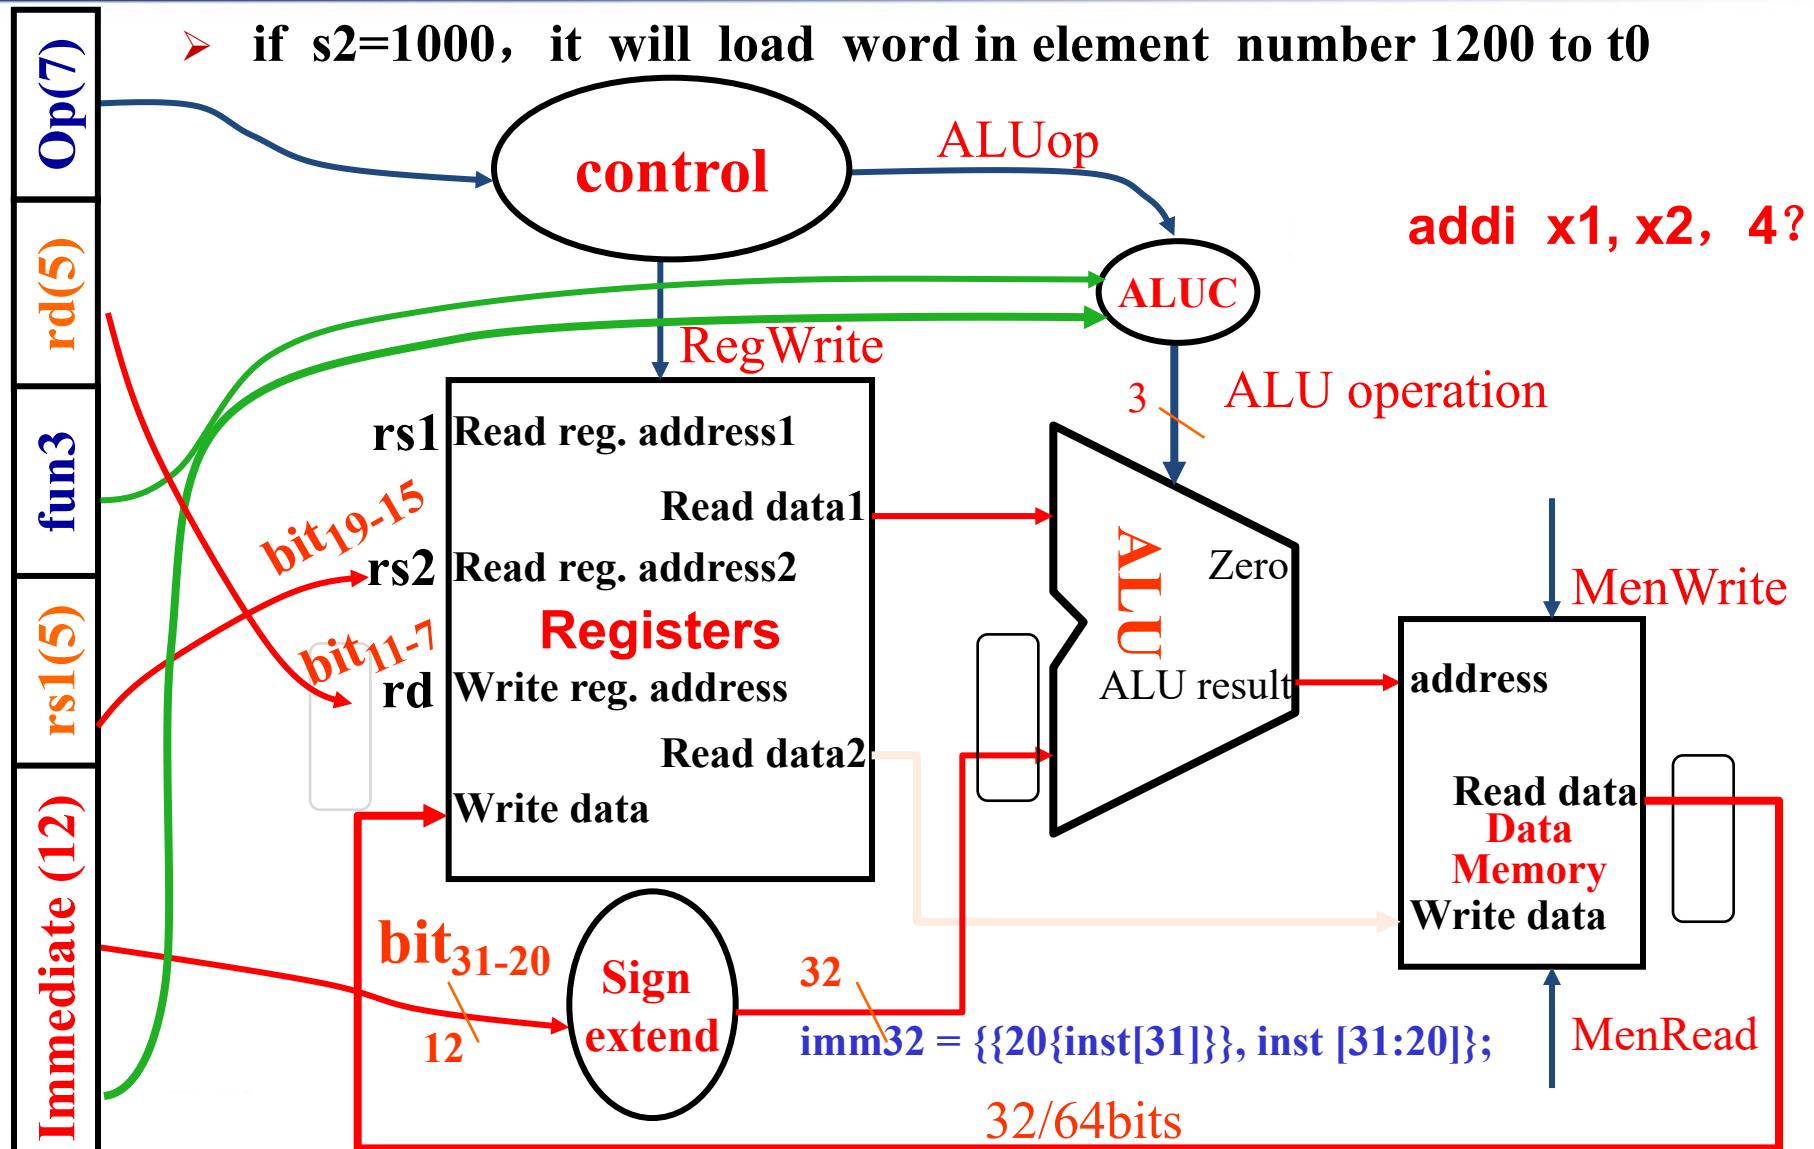 ➢ if s2=1000，it will load word in element number 1200 to t0
Op(7)
rd(5)
fun3
rs1(5)
Immediate (12)
control
ALUop
addi x1, x2，4？
ALUC
RegWrite
3
ALU operation
rs1
Read reg. address1
Read data1
bit19-15
rs2
Read reg. address2
Registers
bit11-7
rd
Write reg. address
Read data2
Write data
ALU
Zero
ALU result
MenWrite
address
Read data
Data
Memory
Write data
MenRead
bit31-20
12
Sign
extend
32
imm32 = {{20{inst[31]}}, inst [31:20]};
32/64bits